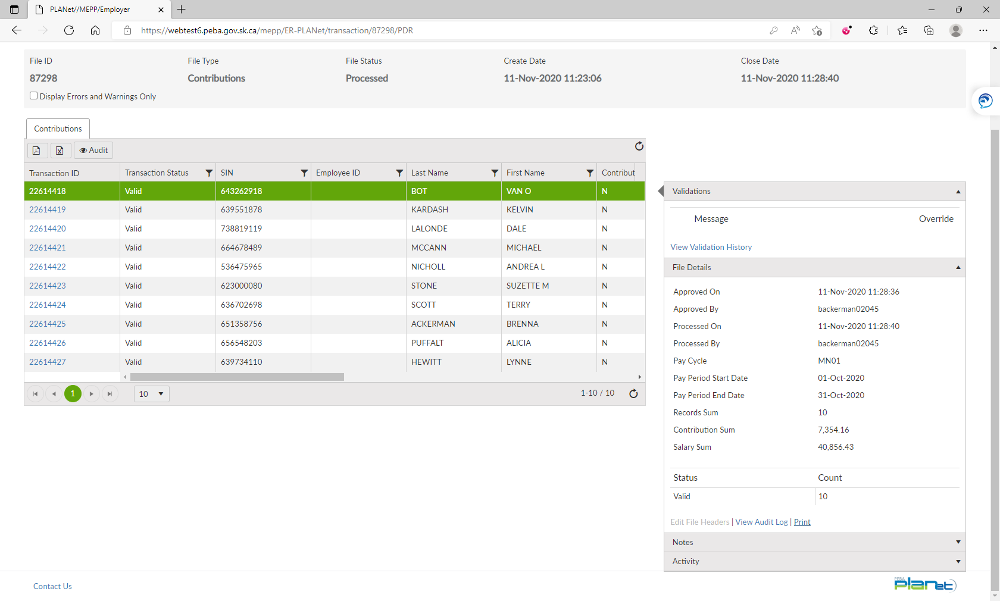 PLANet//MEPP/Employer
https://webtest6.peba.gov.sk.ca/mepp/ER-PLANet/transaction/87298/PDR
File ID File Type File Status Create Date Close Date
87298 Contributions Processed 11-Nov-2020 11:23:06 11-Nov-2020 11:28:40
Display Errors and Warnings Only
Contributions
Audit
Transaction ID Transaction Status SIN Employee ID Last Name First Name Contribut
22614418 Valid 643262918 BOT VAN O N
22614419 Valid 639551878 KARDASH KELVIN N
22614420 Valid 738819119 LALONDE DALE N
22614421 Valid 664678489 MCCANN MICHAEL N
22614422 Valid 536475965 NICHOLL ANDREA L N
22614423 Valid 623000080 STONE SUZETTE M N
22614424 Valid 636702698 SCOTT TERRY N
22614425 Valid 651358756 ACKERMAN BRENNA N
22614426 Valid 656548203 PUFFALT ALICIA N
22614427 Valid 639734110 HEWITT LYNNE N
1 10 1-10 / 10
Validations
Message Override
View Validation History
File Details
Approved On 11-Nov-2020 11:28:36
Approved By backerman02045
Processed On 11-Nov-2020 11:28:40
Processed By backerman02045
Pay Cycle MN01
Pay Period Start Date 01-Oct-2020
Pay Period End Date 31-Oct-2020
Records Sum 10
Contribution Sum 7,354.16
Salary Sum 40,856.43
Status Count
Valid 10
Edit File Headers | View Audit Log | Print
Notes
Activity
Contact Us
PEBA
planet